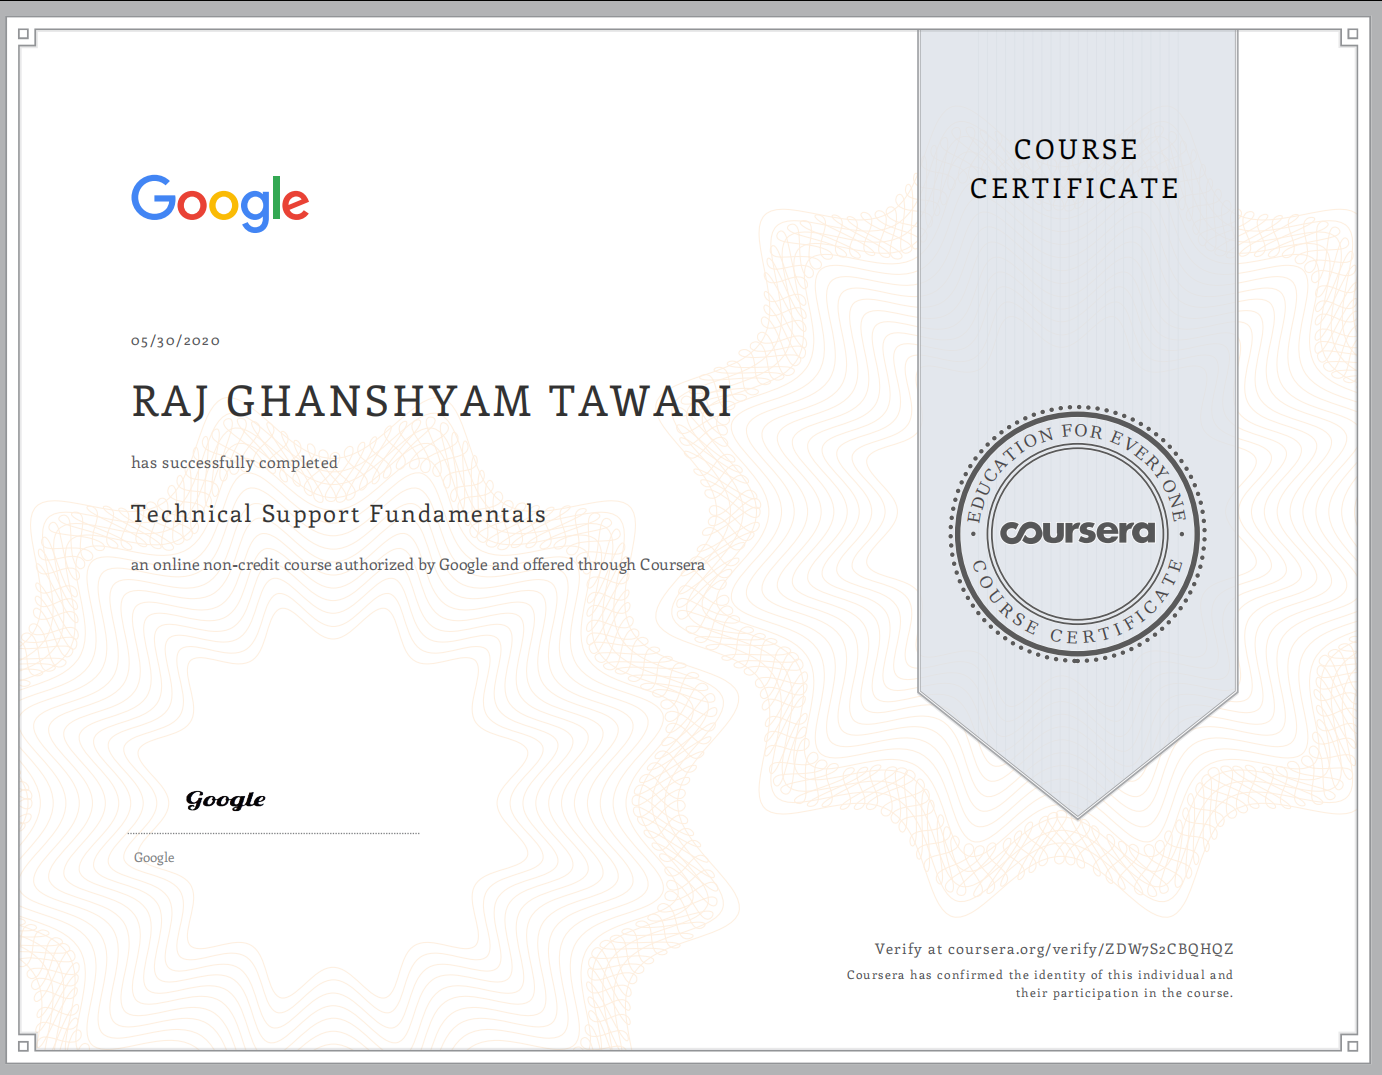 Google
05/30/2020
RAJ GHANSHYAM TAWARI
has successfully completed
Technical Support Fundamentals
an online non-credit course authorized by Google and offered through Coursera
Google
Google
COURSE
CERTIFICATE
EDUCATION FOR EVERYONE
coursera
COURSE CERTIFICATE
Verify at coursera.org/verify/ZDW7S2CBQHQZ
Coursera has confirmed the identity of this individual and
their participation in the course.